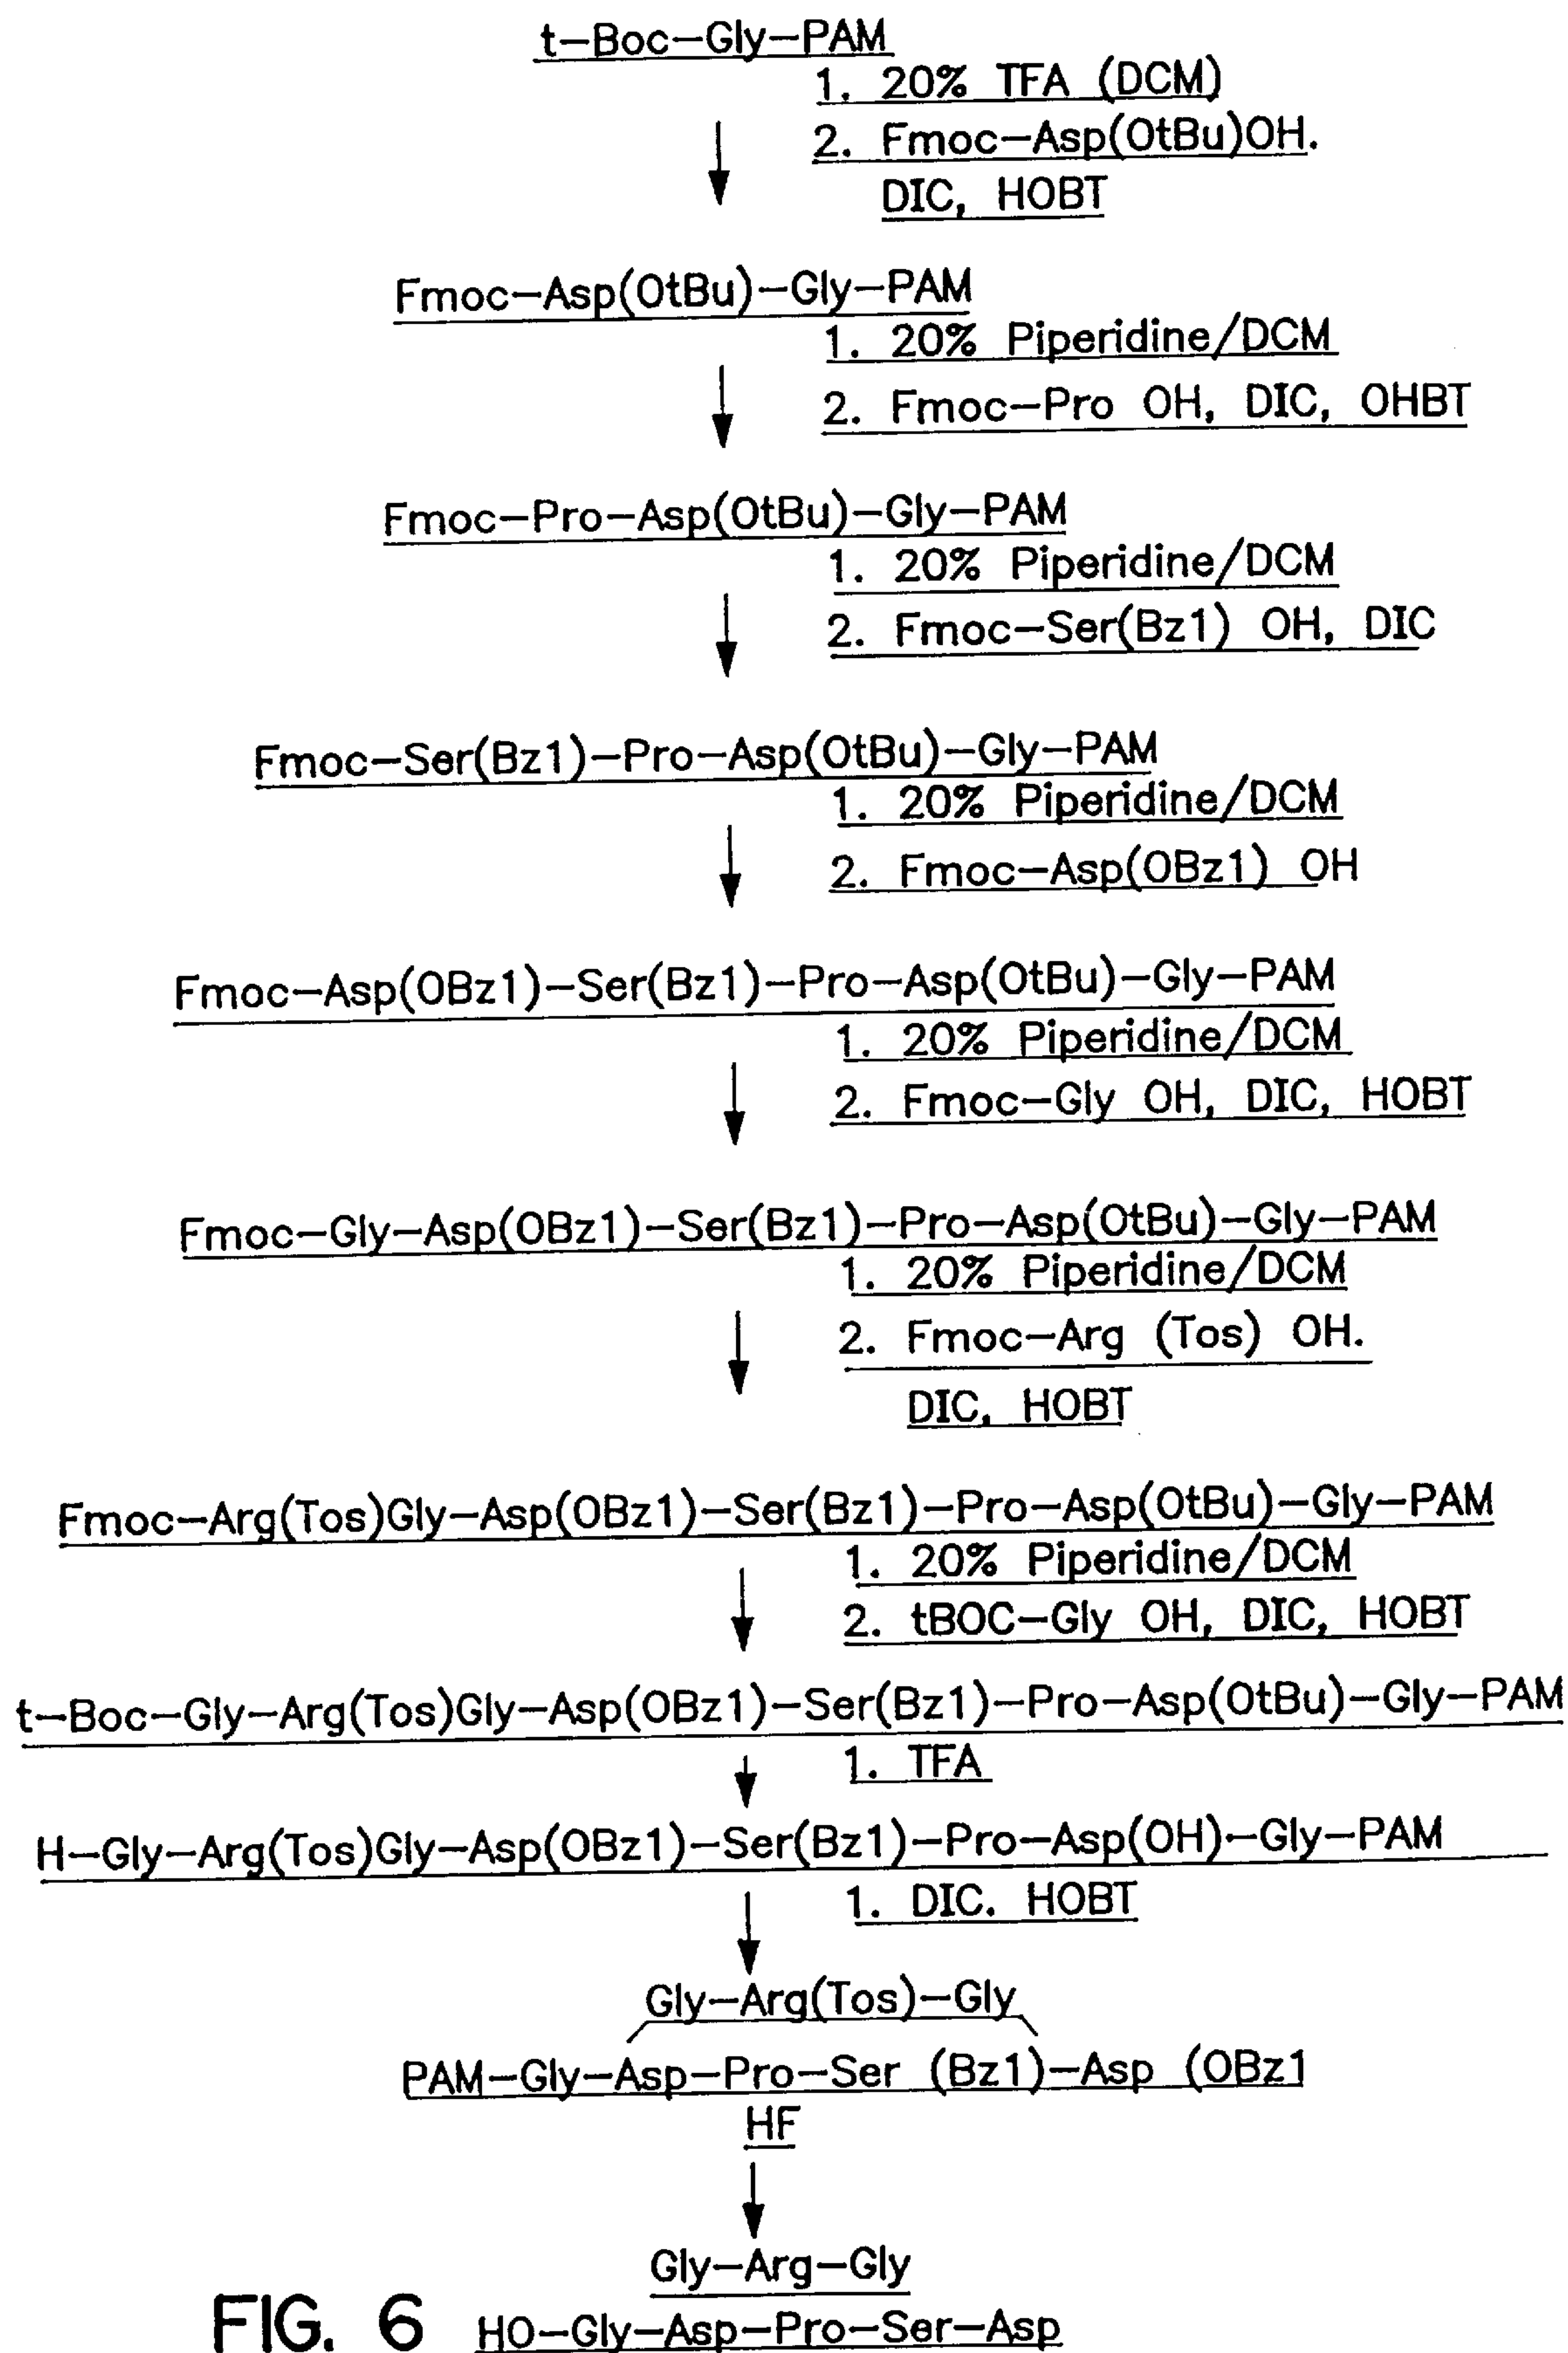 t-Boc-Gly-PAM
1. 20% TFA (DCM)
2. Fmoc-Asp(OtBu)OH.
DIC, HOBT
Fmoc-Asp(OtBu)-Gly-PAM
1. 20% Piperidine/DCM
2. Fmoc-Pro OH, DIC, OHBT
Fmoc-Pro-Asp(OtBu)-Gly-PAM
1. 20% Piperidine/DCM
2. Fmoc-Ser(Bz1) OH, DIC
Fmoc-Ser(Bz1)-Pro-Asp(OtBu)-Gly-PAM
1. 20% Piperidine/DCM
2. Fmoc-Asp(OBz1) OH
Fmoc-Asp(OBz1)-Ser(Bz1)-Pro-Asp(OtBu)-Gly-PAM
1. 20% Piperidine/DCM
2. Fmoc-Gly OH, DIC, HOBT
Fmoc-Gly-Asp(OBz1)-Ser(Bz1)-Pro-Asp(OtBu)-Gly-PAM
1. 20% Piperidine/DCM
2. Fmoc-Arg (Tos) OH.
DIC, HOBT
Fmoc-Arg(Tos)Gly-Asp(OBz1)-Ser(Bz1)-Pro-Asp(OtBu)-Gly-PAM
1. 20% Piperidine/DCM
2. tBOC-Gly OH, DIC, HOBT
t-Boc-Gly-Arg(Tos)Gly-Asp(OBz1)-Ser(Bz1)-Pro-Asp(OtBu)-Gly-PAM
1. TFA
H-Gly-Arg(Tos)Gly-Asp(OBz1)-Ser(Bz1)-Pro-Asp(OH)-Gly-PAM
1. DIC. HOBT
Gly-Arg(Tos)-Gly
PAM-Gly-Asp-Pro-Ser (Bz1)-Asp (OBz1
HF
Gly-Arg-Gly
HO-Gly-Asp-Pro-Ser-Asp
FIG. 6